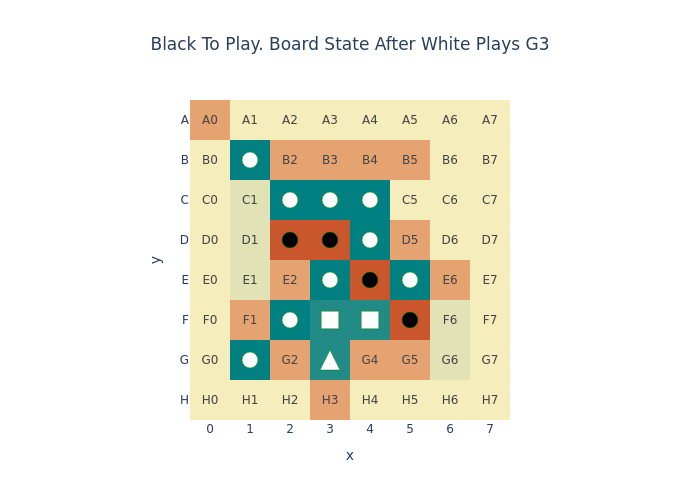 Black To Play. Board State After White Plays G3
A A0 A1 A2 A3 A4 A5 A6 A7
B B0 B2 B3 B4 B5 B6 B7
C C0 C1 C5 C6 C7
D D0 D1 D5 D6 D7
E E0 E1 E2 E6 E7
F F0 F1 F6 F7
G G0 G2 G4 G5 G6 G7
H H0 H1 H2 H3 H4 H5 H6 H7
0 1 2 3 4 5 6 7
x
y